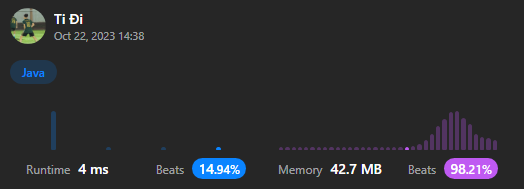 Ti Đi
Oct 22, 2023 14:38
Java
Runtime 4 ms Beats 14.94% Memory 42.7 MB Beats 98.21%